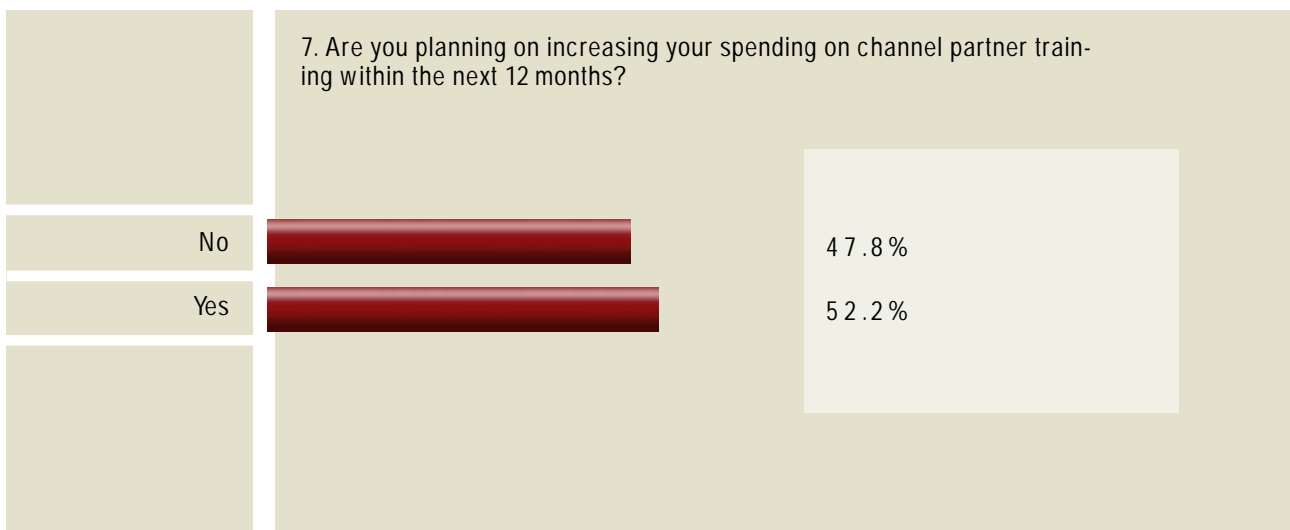 7. Are you planning on increasing your spending on channel partner train-
ing within the next 12 months?
No
47.8%
Yes
52.2%